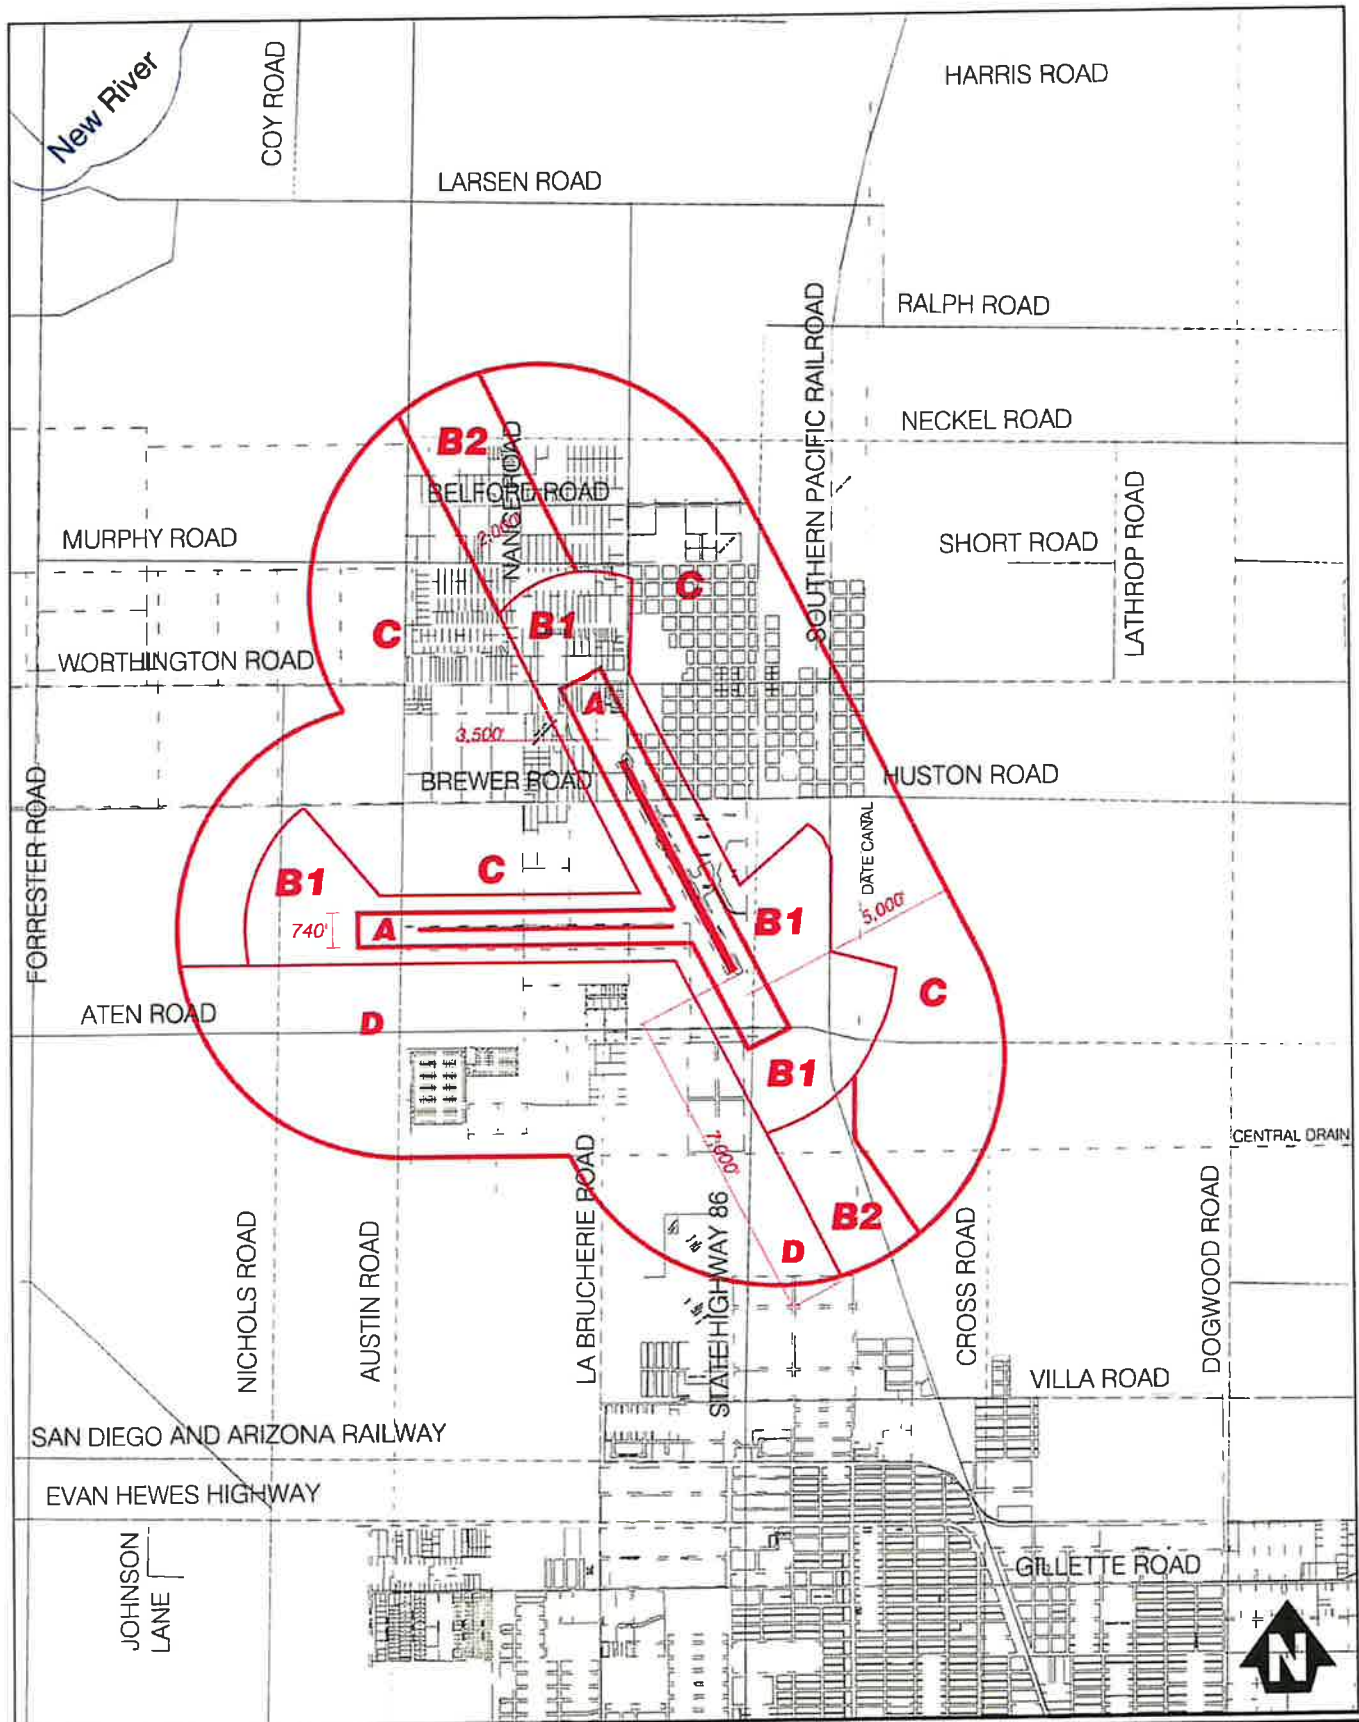 New River
COY ROAD
HARRIS ROAD
LARSEN ROAD
RALPH ROAD
SOUTHERN PACIFIC RAILROAD
NECKEL ROAD
B2
NANCE ROAD
BELFORD ROAD
2,000'
MURPHY ROAD
SHORT ROAD
LATHROP ROAD
C
C
B1
WORTHINGTON ROAD
A
3,500'
BREWER ROAD
HUSTON ROAD
FORRESTER ROAD
DATE CANAL
C
B1
5,000'
B1
740'
A
C
ATEN ROAD
D
B1
7,000'
CENTRAL DRAIN
B2
D
NICHOLS ROAD
AUSTIN ROAD
LA BRUCHERIE ROAD
STATE HIGHWAY 86
CROSS ROAD
DOGWOOD ROAD
VILLA ROAD
SAN DIEGO AND ARIZONA RAILWAY
EVAN HEWES HIGHWAY
JOHNSON
LANE
GILLETTE ROAD
N